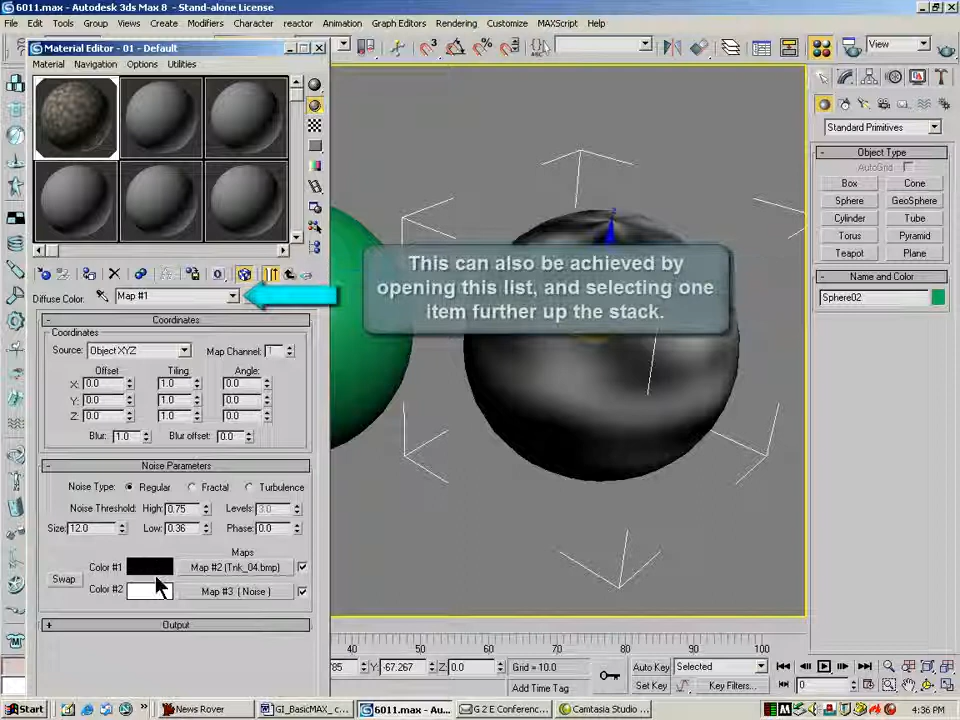 6011.max - Autodesk 3ds Max 8 - Stand-alone License
File Edit Tools Group Views Create Modifiers Character reactor Animation Graph Editors Rendering Customize MAXScript Help
Material Editor - 01 - Default
View
Material Navigation Options Utilities
Standard Primitives
- Object Type
AutoGrid
Box Cone
Sphere GeoSphere
Cylinder Tube
Torus Pyramid
Teapot Plane
- Name and Color
Sphere02
This can also be achieved by
opening this list, and selecting one
item further up the stack.
Diffuse Color: Map #1
- Coordinates
Coordinates
Source: Object XYZ Map Channel: 1
Offset Tiling Angle:
X: 0.0 1.0 0.0
Y: 0.0 1.0 0.0
Z: 0.0 1.0 0.0
Blur: 1.0 Blur offset: 0.0
- Noise Parameters
Noise Type: Regular Fractal Turbulence
Noise Threshold: High: 0.75 Levels: 3.0
Size: 12.0 Low: 0.36 Phase: 0.0
Maps
Color #1 Map #2 (Tnk_04.bmp)
Swap
Color #2 Map #3 ( Noise )
+ Output
40 50 60 70 80 90 100
785 Y: -67.267 Z: 0.0 Grid = 10.0 Auto Key Selected
Add Time Tag Set Key Key Filters... 0
Start News Rover GI_BasicMAX_c... 6011.max - Au... G 2 E Conferenc... Camtasia Studio ... 4:36 PM